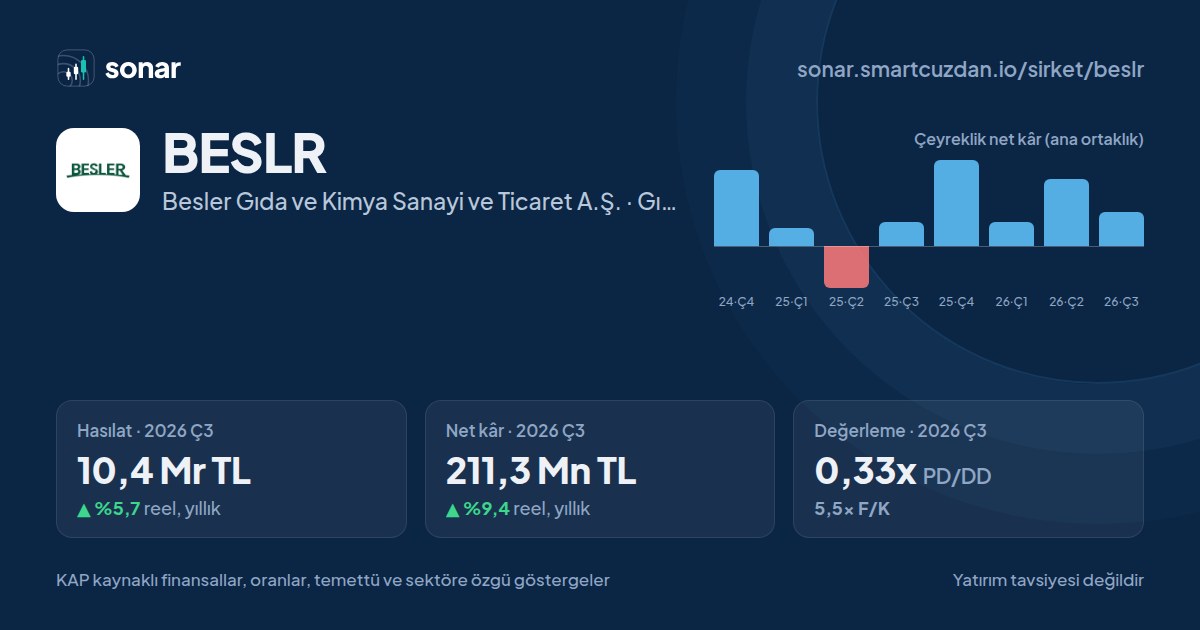 sonar
sonar.smartcuzdan.io/sirket/beslr
BESLER
BESLR
Besler Gıda ve Kimya Sanayi ve Ticaret A.Ş. · Gı...
Çeyreklik net kâr (ana ortaklık)
24·Ç4 25·Ç1 25·Ç2 25·Ç3 25·Ç4 26·Ç1 26·Ç2 26·Ç3
Hasılat · 2026 Ç3
10,4 Mr TL
▲ %5,7 reel, yıllık
Net kâr · 2026 Ç3
211,3 Mn TL
▲ %9,4 reel, yıllık
Değerleme · 2026 Ç3
0,33x PD/DD
5,5× F/K
KAP kaynaklı finansallar, oranlar, temettü ve sektöre özgü göstergeler
Yatırım tavsiyesi değildir